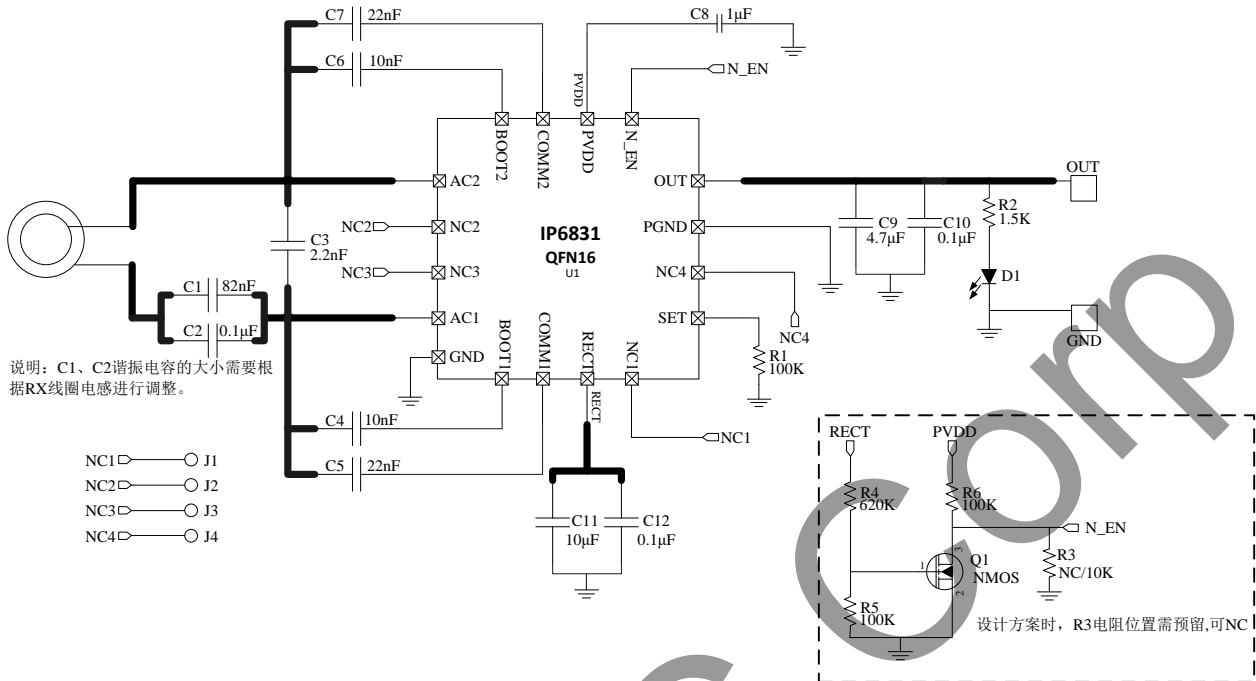 C7 22nF
C8 1μF
C6 10nF
N_EN
PVDD
BOOT2
COMM2
PVDD
N_EN
AC2
OUT
OUT
NC2
NC2
C3
2.2nF
IP6831
QFN16
U1
PGND
C9
4.7μF
C10
0.1μF
R2
1.5K
NC3
NC3
NC4
D1
C1 82nF
C2 0.1μF
AC1
SET
NC4
GND
GND
R1
100K
说明：C1、C2谐振电容的大小需要根
据RX线圈电感进行调整。
BOOT1
COMM1
RECT
NC1
RECT
C4 10nF
C5 22nF
NC1
NC1 J1
NC2 J2
NC3 J3
NC4 J4
C11
10μF
C12
0.1μF
RECT
PVDD
R4
620K
R6
100K
N_EN
3
1
Q1
NMOS
2
R3
NC/10K
R5
100K
设计方案时，R3电阻位置需预留,可NC
Corp